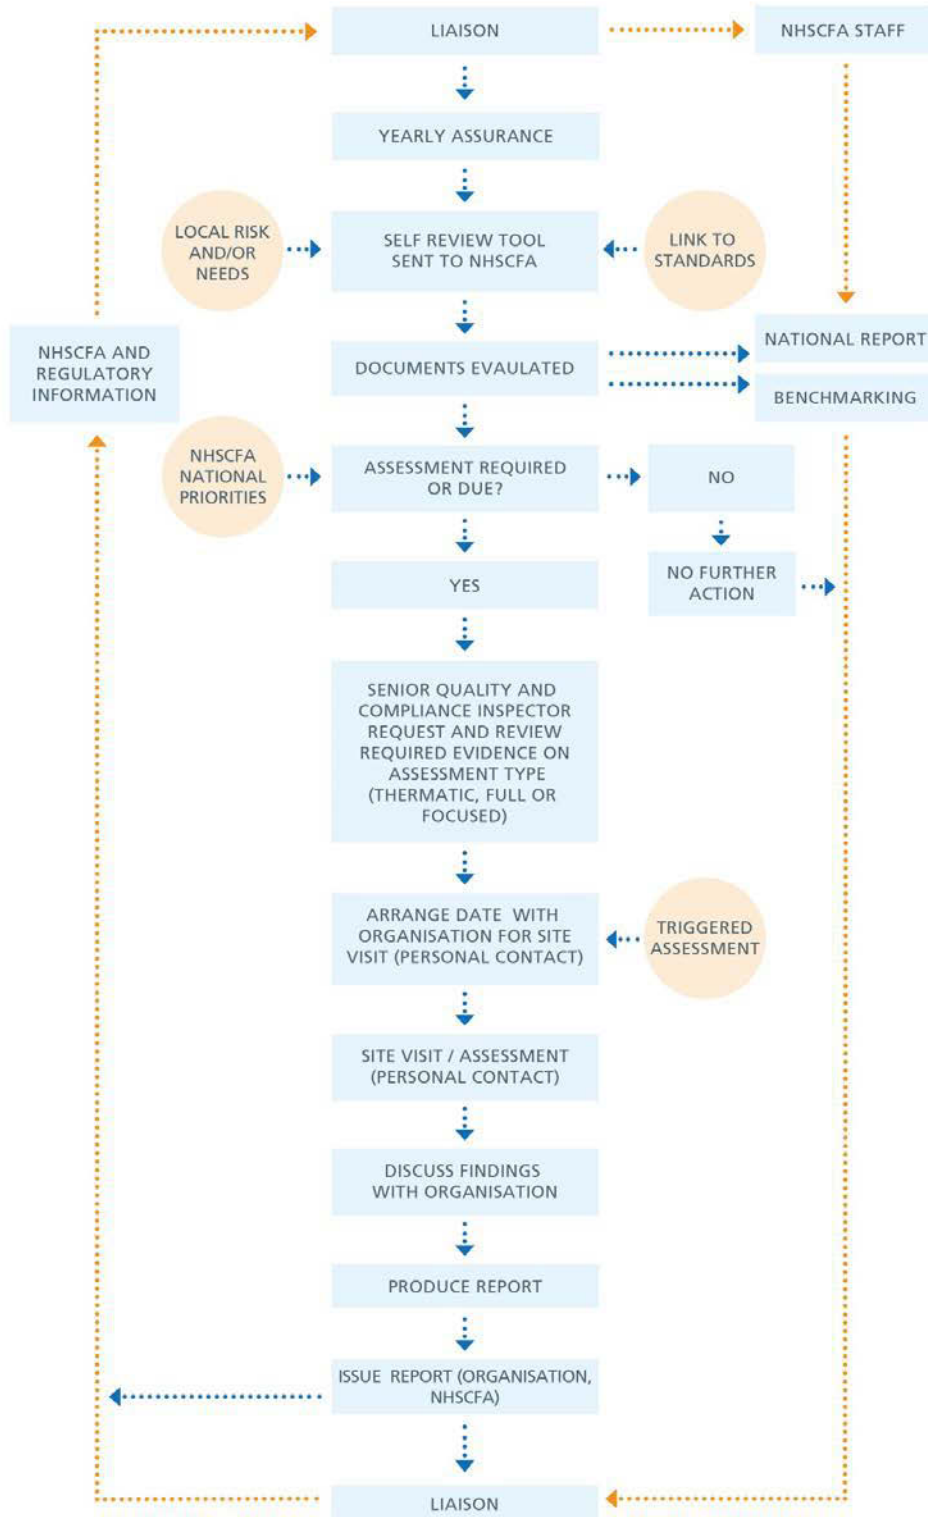 LIAISON
NHSCFA STAFF
YEARLY ASSURANCE
LOCAL RISK
AND/OR
NEEDS
SELF REVIEW TOOL
SENT TO NHSCFA
LINK TO
STANDARDS
NHSCFA AND
REGULATORY
INFORMATION
DOCUMENTS EVAULATED
NATIONAL REPORT
BENCHMARKING
NHSCFA
NATIONAL
PRIORITIES
ASSESSMENT REQUIRED
OR DUE?
NO
YES
NO FURTHER
ACTION
SENIOR QUALITY AND
COMPLIANCE INSPECTOR
REQUEST AND REVIEW
REQUIRED EVIDENCE ON
ASSESSMENT TYPE
(THERMATIC, FULL OR
FOCUSED)
ARRANGE DATE WITH
ORGANISATION FOR SITE
VISIT (PERSONAL CONTACT)
TRIGGERED
ASSESSMENT
SITE VISIT / ASSESSMENT
(PERSONAL CONTACT)
DISCUSS FINDINGS
WITH ORGANISATION
PRODUCE REPORT
ISSUE REPORT (ORGANISATION,
NHSCFA)
LIAISON